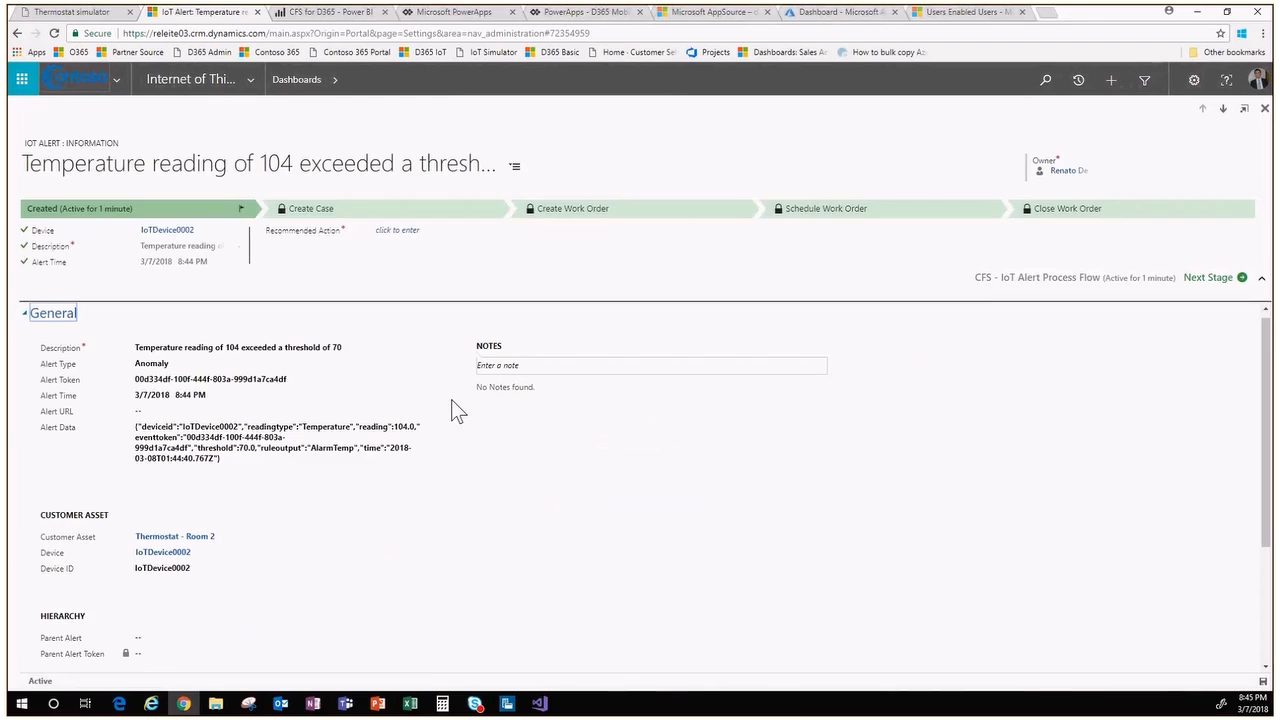 Thermostat simulator
IoT Alert: Temperature re
CFS for D365 - Power BI
Microsoft PowerApps
PowerApps - D365 Mobi
Microsoft AppSource – d
Dashboard - Microsoft A
Users Enabled Users - M
Secure https://releite03.crm.dynamics.com/main.aspx?Origin=Portal&page=Settings&area=nav_administration#72354959
Apps O365 Partner Source D365 Admin Contoso 365 Contoso 365 Portal D365 IoT IoT Simulator D365 Basic Home - Customer Sel Projects Dashboards: Sales Ac How to bulk copy Az Other bookmarks
Contoso Internet of Thi... Dashboards
IOT ALERT : INFORMATION
Temperature reading of 104 exceeded a thresh...
Owner*
Renato De
Created (Active for 1 minute) Create Case Create Work Order Schedule Work Order Close Work Order
Device IoTDevice0002 Recommended Action* click to enter
Description* Temperature reading o
Alert Time 3/7/2018 8:44 PM
CFS - IoT Alert Process Flow (Active for 1 minute) Next Stage
General
Description* Temperature reading of 104 exceeded a threshold of 70
Alert Type Anomaly
Alert Token 00d334df-100f-444f-803a-999d1a7ca4df
Alert Time 3/7/2018 8:44 PM
Alert URL --
Alert Data {"deviceid":"IoTDevice0002","readingtype":"Temperature","reading":104.0,"
eventtoken":"00d334df-100f-444f-803a-
999d1a7ca4df","threshold":70.0,"ruleoutput":"AlarmTemp","time":"2018-
03-08T01:44:40.767Z"}
NOTES
Enter a note
No Notes found.
CUSTOMER ASSET
Customer Asset Thermostat - Room 2
Device IoTDevice0002
Device ID IoTDevice0002
HIERARCHY
Parent Alert --
Parent Alert Token --
Active
8:45 PM
3/7/2018